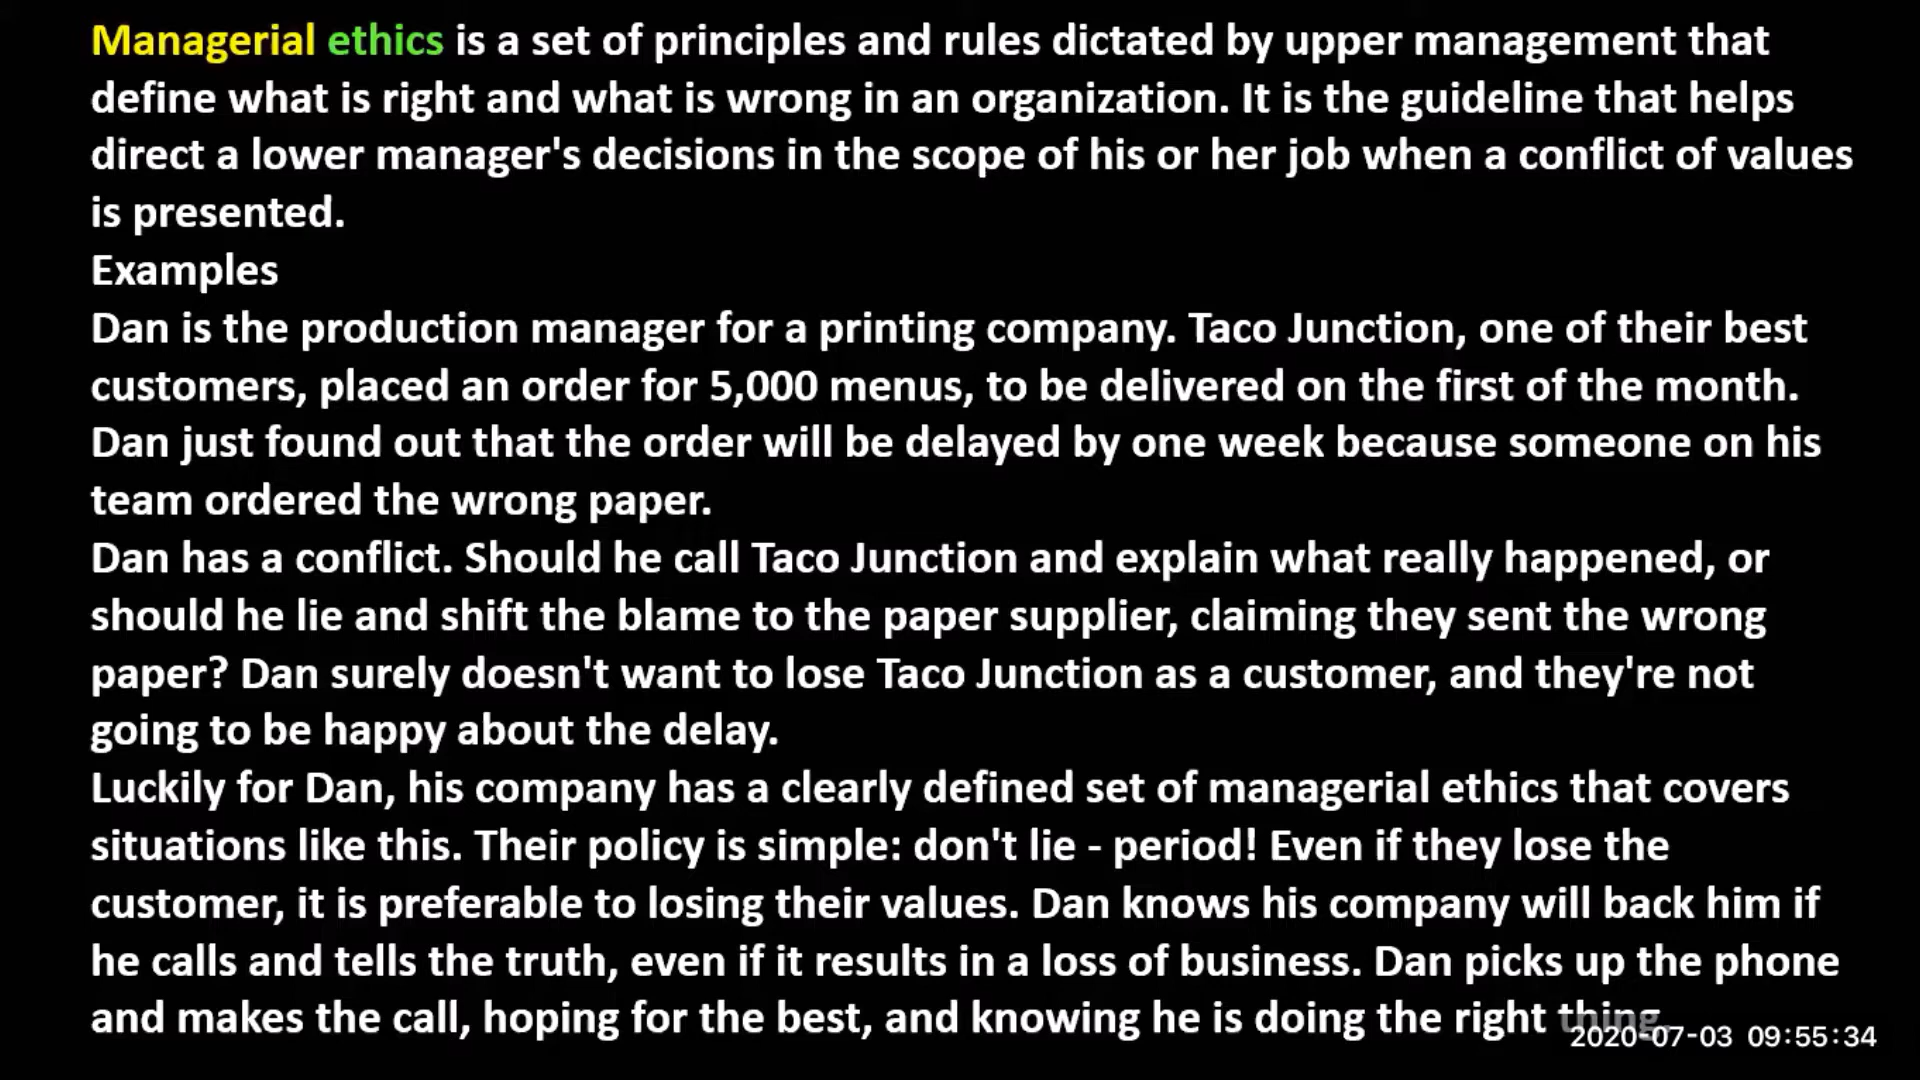 Managerial ethics is a set of principles and rules dictated by upper management that
define what is right and what is wrong in an organization. It is the guideline that helps
direct a lower manager's decisions in the scope of his or her job when a conflict of values
is presented.
Examples
Dan is the production manager for a printing company. Taco Junction, one of their best
customers, placed an order for 5,000 menus, to be delivered on the first of the month.
Dan just found out that the order will be delayed by one week because someone on his
team ordered the wrong paper.
Dan has a conflict. Should he call Taco Junction and explain what really happened, or
should he lie and shift the blame to the paper supplier, claiming they sent the wrong
paper? Dan surely doesn't want to lose Taco Junction as a customer, and they're not
going to be happy about the delay.
Luckily for Dan, his company has a clearly defined set of managerial ethics that covers
situations like this. Their policy is simple: don't lie - period! Even if they lose the
customer, it is preferable to losing their values. Dan knows his company will back him if
he calls and tells the truth, even if it results in a loss of business. Dan picks up the phone
and makes the call, hoping for the best, and knowing he is doing the right thing.
2020-07-03 09:55:34